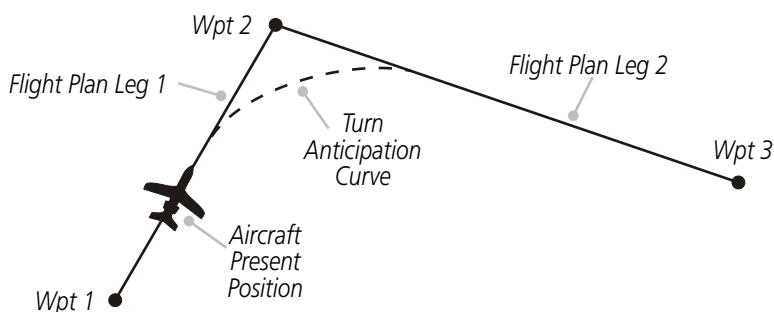 Wpt 2
Flight Plan Leg 1
Flight Plan Leg 2
Turn
Anticipation
Curve
Wpt 3
Aircraft
Present
Position
Wpt 1